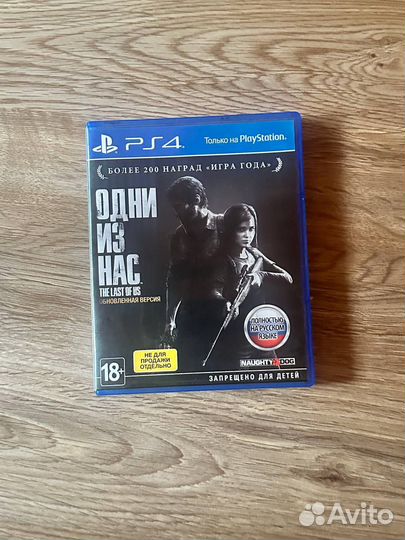 PS4
Только на PlayStation.
БОЛЕЕ 200 НАГРАД «ИГРА ГОДА»
ОДНИ
ИЗ
НАС
THE LAST OF US
ОБНОВЛЕННАЯ ВЕРСИЯ
ПОЛНОСТЬЮ
НА РУССКОМ
ЯЗЫКЕ
НЕ ДЛЯ
ПРОДАЖИ
ОТДЕЛЬНО
18+
NAUGHTY DOG
ЗАПРЕЩЕНО ДЛЯ ДЕТЕЙ
Avito